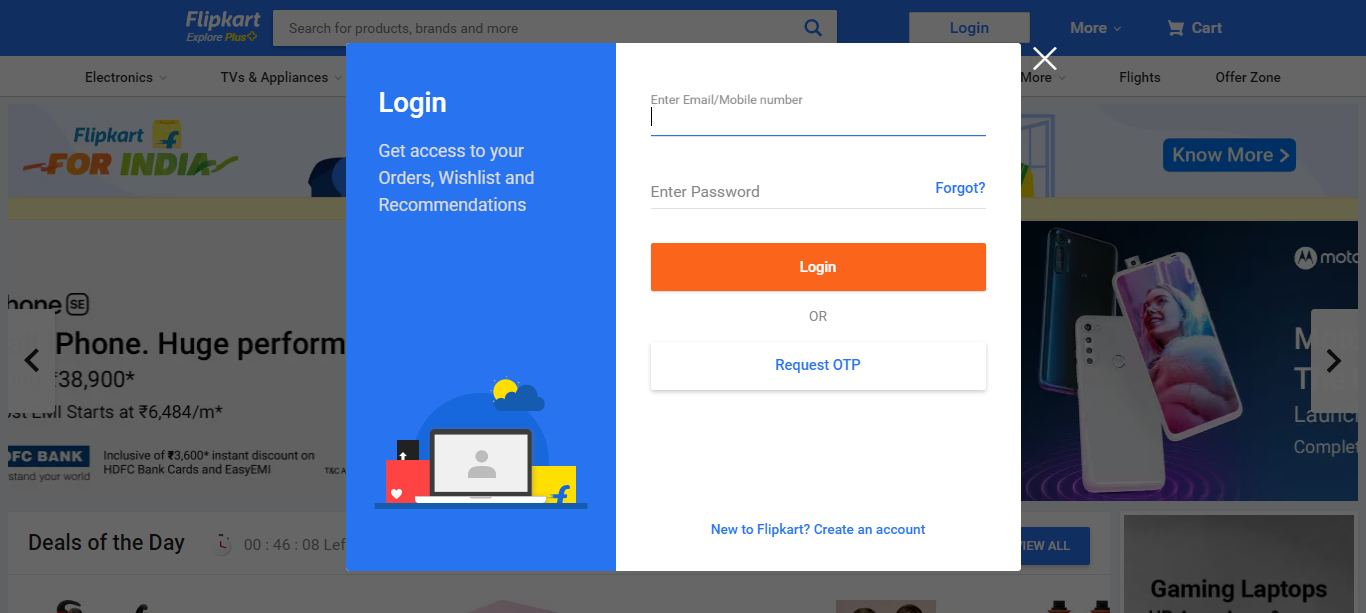 Flipkart
Explore Plus
Search for products, brands and more
Login
More
Cart
Electronics
TVs & Appliances
More
Flights
Offer Zone
Flipkart
FOR INDIA
Know More
Login
Get access to your
Orders, Wishlist and
Recommendations
Enter Email/Mobile number
Enter Password
Forgot?
Login
OR
Request OTP
New to Flipkart? Create an account
SE
Phone. Huge perform
₹38,900*
EMI Starts at ₹6,484/m*
BANK
Inclusive of ₹3,600* instant discount on
HDFC Bank Cards and EasyEMI
T&C A
stand your world
moto
Launc
Complet
Deals of the Day
00 : 46 : 08 Lef
VIEW ALL
Gaming Laptops